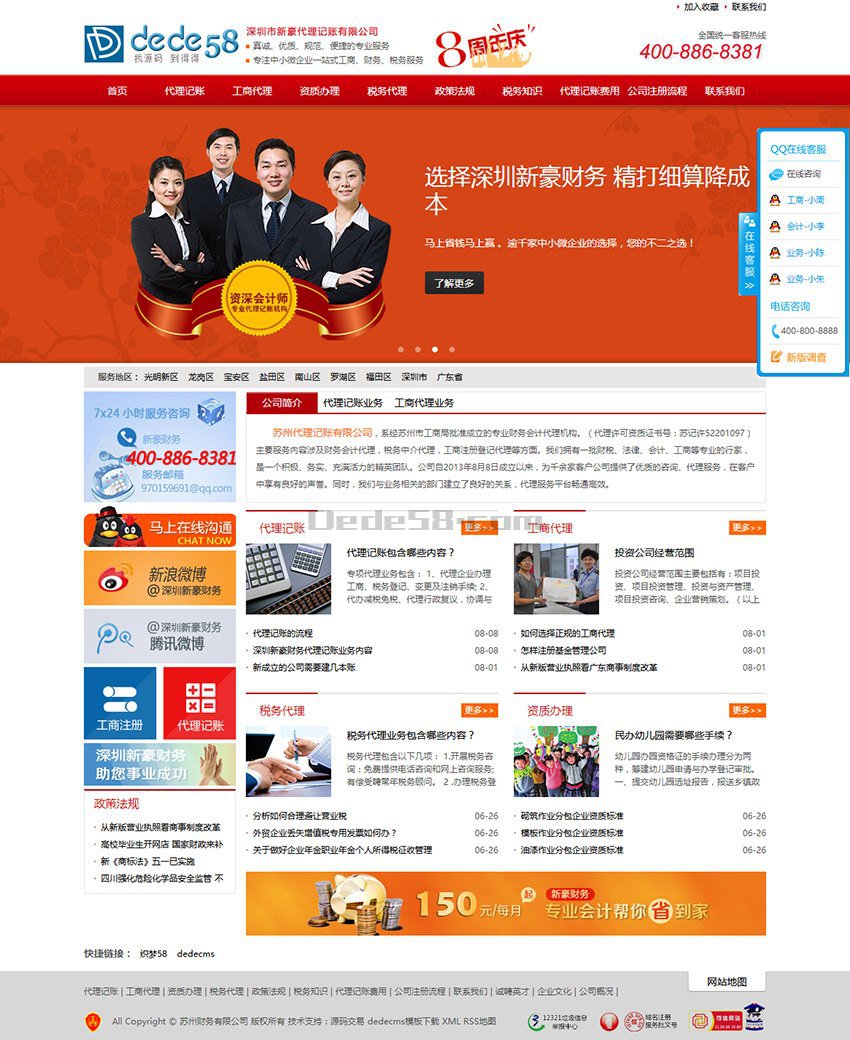 加入收藏 联系我们
dede58
找源码 到得得
深圳市新豪代理记账有限公司
真诚、优质、规范、便捷的专业服务
专注中小微企业一站式工商、财务、税务服务
8周年庆
全国统一客服热线
400-886-8381
首页 代理记账 工商代理 资质办理 税务代理 政策法规 税务知识 代理记账费用 公司注册流程 联系我们
选择深圳新豪财务 精打细算降成
本
马上省钱马上赢。逾千家中小微企业的选择，您的不二之选！
了解更多
资深会计师
专业代理记账机构
在线客服
>>
QQ在线客服
在线咨询
工商-小周
会计-小李
业务-小陈
业务-小朱
电话咨询
400-800-8888
新版调查
服务地区： 光明新区 龙岗区 宝安区 盐田区 南山区 罗湖区 福田区 深圳市 广东省
7x24 小时服务咨询
新豪财务
400-886-8381
服务邮箱
970159691@qq.com
马上在线沟通
CHAT NOW
新浪微博
@深圳新豪财务
@深圳新豪财务
腾讯微博
工商注册 代理记账
深圳新豪财务
助您事业成功
政策法规
从新版营业执照看商事制度改革
高校毕业生开网店 国家财政来补
新《商标法》五一已实施
四川强化危险化学品安全监管 不
公司简介 代理记账业务 工商代理业务
苏州代理记账有限公司，系经苏州市工商局批准成立的专业财务会计代理机构。（代理许可资质证书号：苏记许52201097）
主要服务内容涉及财务会计代理，税务中介代理，工商注册登记代理等方面。我们拥有一批财税、法律、会计、工商等专业的行家，
是一个积极、务实、充满活力的精英团队。公司自2013年8月8日成立以来，为千余家客户公司提供了优质的咨询、代理服务，在客户
中享有良好的声誉。同时，我们与业务相关的部门建立了良好的关系，代理服务平台畅通高效。
Dede58.com
代理记账 更多>>
代理记账包含哪些内容？
专项代理业务包含： 1、代理企业办理
工商、税务登记、变更及注销手续; 2、
代办减税免税、代理行政复议，协调与
代理记账的流程 08-08
深圳新豪财务代理记账业务内容 08-08
新成立的公司需要建几本账 08-01
工商代理 更多>>
投资公司经营范围
投资公司经营范围主要包括有：项目投
资、项目投资管理、投资与资产管理、
项目投资咨询、企业营销策划。（以上
如何选择正规的工商代理 08-01
怎样注册基金管理公司 08-01
从新版营业执照看广东商事制度改革 08-01
税务代理 更多>>
税务代理业务包含哪些内容？
税务代理包含以下几项： 1.开展税务咨
询：免费提供电话咨询和网上咨询服务;
有偿受聘常年税务顾问。 2 .办理税务登
分析如何合理避让营业税 06-26
外贸企业丢失增值税专用发票如何办？ 06-26
关于做好企业年金职业年金个人所得税征收管理 06-26
资质办理 更多>>
民办幼儿园需要哪些手续？
幼儿园办园资格证的手续办理分为两
种，筹建幼儿园申请与办学登记审批。
一、提交幼儿园选址报告，报送乡镇政
砌筑作业分包企业资质标准 06-26
模板作业分包企业资质标准 06-26
油漆作业分包企业资质标准 06-26
150元/每月起
新豪财务
专业会计帮你省到家
快捷链接： 织梦58 dedecms
网站地图
代理记账 | 工商代理 | 资质办理 | 税务代理 | 政策法规 | 税务知识 | 代理记账费用 | 公司注册流程 | 联系我们 | 诚聘英才 | 企业文化 | 公司概况 |
All Copyright © 苏州财务有限公司 版权所有 技术支持：源码交易 dedecms模板下载 XML RSS地图
12321垃圾信息
举报中心
域名注册
服务批文号